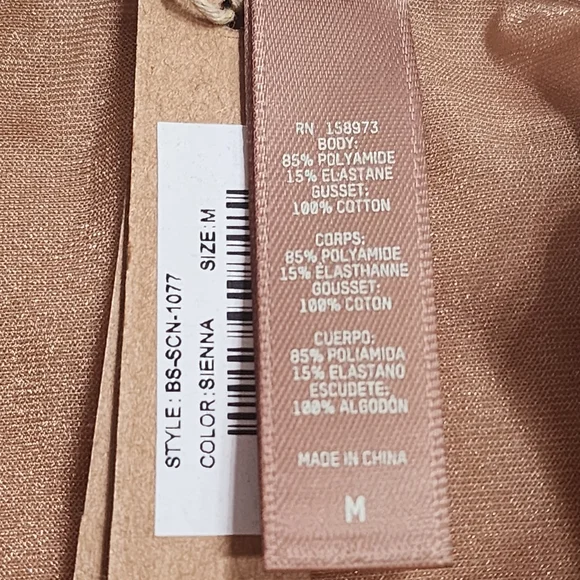 STYLE: BS-SCN-1077
COLOR:SIENNA SIZE:M
RN 158973
BODY:
85% POLYAMIDE
15% ELASTANE
GUSSET:
100% COTTON
CORPS:
85% POLYAMIDE
15% ÉLASTHANNE
GOUSSET:
100% COTON
CUERPO:
85% POLIAMIDA
15% ELASTANO
ESCUDETE:
100% ALGODÓN
MADE IN CHINA
M